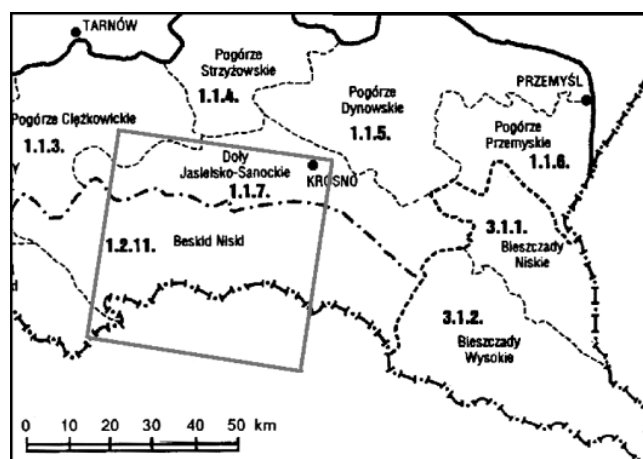 TARNÓW
Pogórze
Strzyżowskie
1.1.4.
Pogórze
Dynowskie
1.1.5.
PRZEMYŚL
Pogórze Ciężkowickie
1.1.3.
Pogórze
Przemyskie
1.1.6.
Doły
Jasielsko-Sanockie
1.1.7.
KROSNO
1.2.11.
Beskid Niski
3.1.1.
Bieszczady
Niskie
3.1.2.
Bieszczady
Wysokie
0 10 20 30 40 50 km